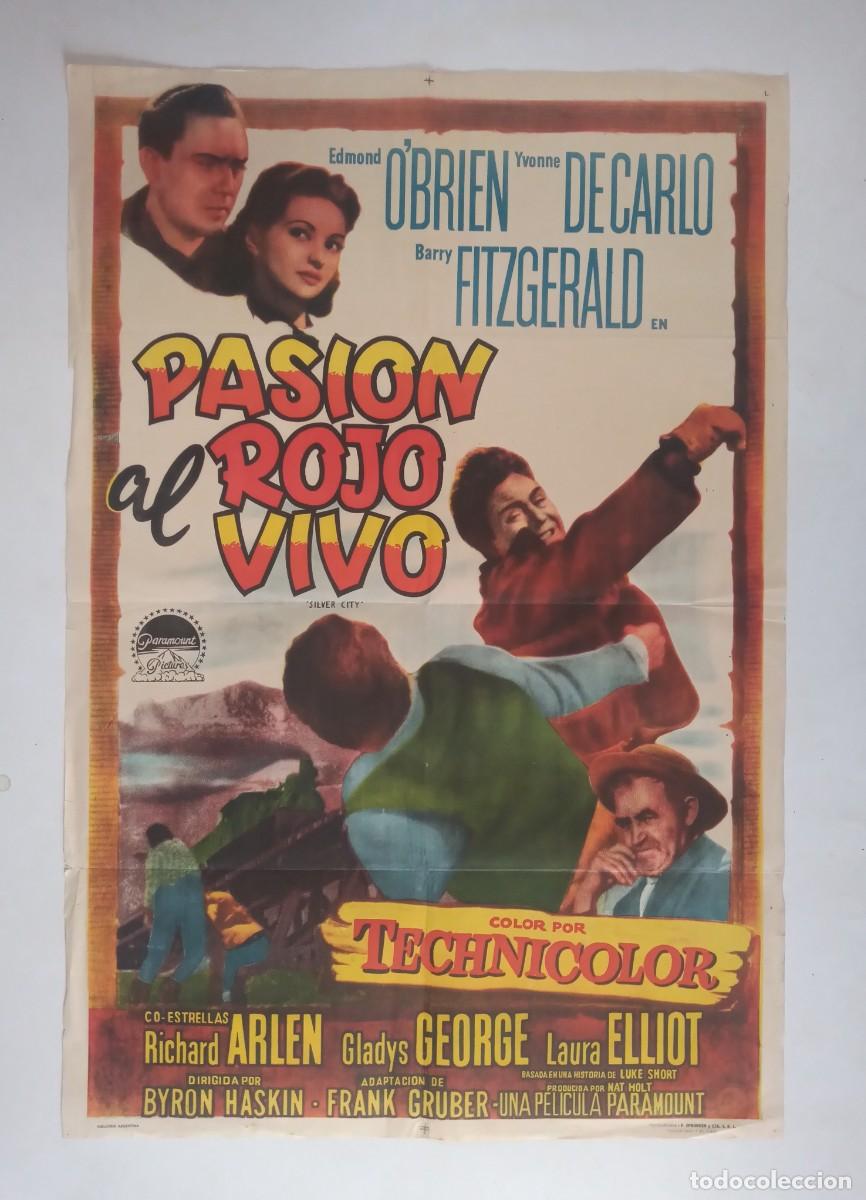 Edmond O'BRIEN Yvonne DE CARLO
Barry FITZGERALD EN
PASION
al ROJO
VIVO
"SILVER CITY"
Paramount
Pictures
COLOR POR
TECHNICOLOR
CO-ESTRELLAS
Richard ARLEN Gladys GEORGE Laura ELLIOT
BASADA EN UNA HISTORIA DE LUKE SHORT
DIRIGIDA POR ADAPTACION DE PRODUCIDA POR NAT HOLT
BYRON HASKIN - FRANK GRUBER - UNA PELICULA PARAMOUNT
INDUSTRIA ARGENTINA
todocoleccion